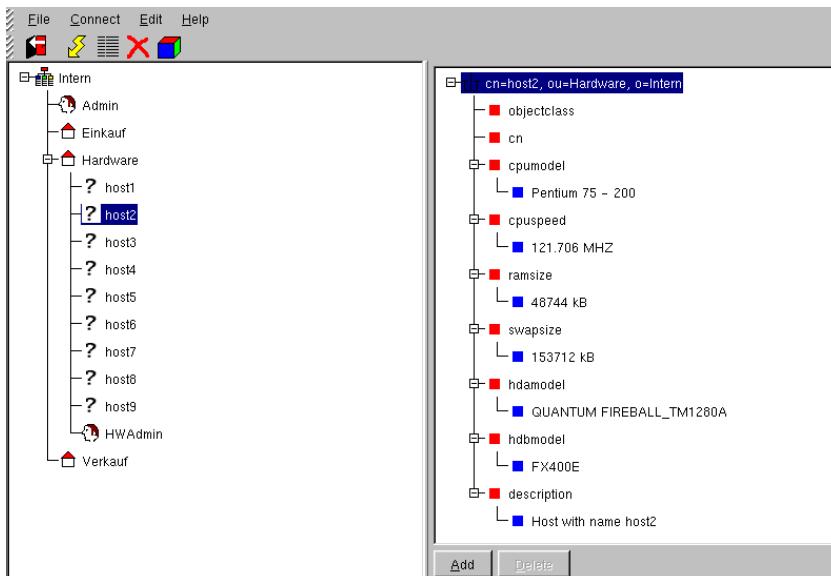 File Connect Edit Help
Intern
Admin
Einkauf
Hardware
? host1
? host2
? host3
? host4
? host5
? host6
? host7
? host8
? host9
HWAdmin
Verkauf
cn=host2, ou=Hardware, o=Intern
objectclass
cn
cpumodel
Pentium 75 - 200
cpuspeed
121.706 MHZ
ramsize
48744 kB
swapsize
153712 kB
hdamodel
QUANTUM FIREBALL_TM1280A
hdbmodel
FX400E
description
Host with name host2
Add Delete